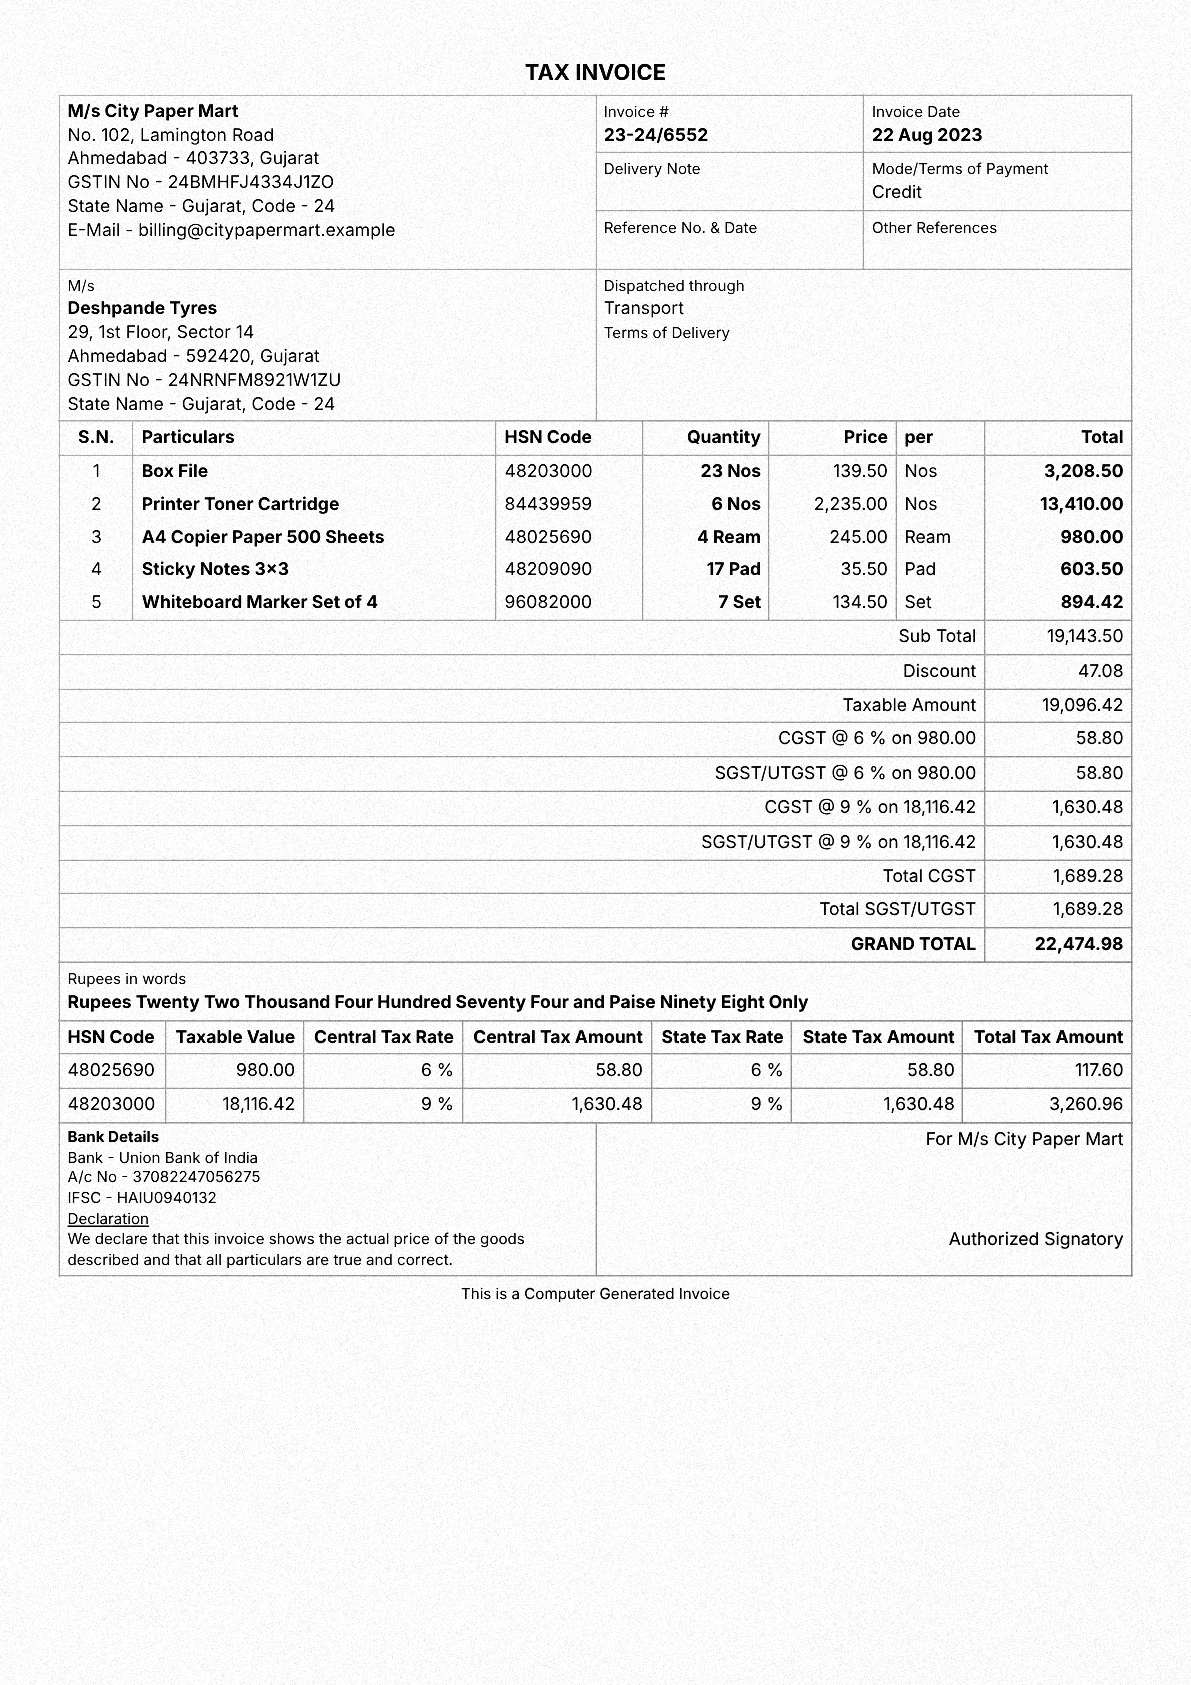 TAX INVOICE
M/s City Paper Mart
No. 102, Lamington Road
Ahmedabad - 403733, Gujarat
GSTIN No - 24BMHFJ4334J1ZO
State Name - Gujarat, Code - 24
E-Mail - billing@citypapermart.example
Invoice #
23-24/6552
Invoice Date
22 Aug 2023
Delivery Note
Mode/Terms of Payment
Credit
Reference No. & Date
Other References
M/s
Deshpande Tyres
29, 1st Floor, Sector 14
Ahmedabad - 592420, Gujarat
GSTIN No - 24NRNFM8921W1ZU
State Name - Gujarat, Code - 24
Dispatched through
Transport
Terms of Delivery
S.N. Particulars HSN Code Quantity Price per Total
1 Box File 48203000 23 Nos 139.50 Nos 3,208.50
2 Printer Toner Cartridge 84439959 6 Nos 2,235.00 Nos 13,410.00
3 A4 Copier Paper 500 Sheets 48025690 4 Ream 245.00 Ream 980.00
4 Sticky Notes 3×3 48209090 17 Pad 35.50 Pad 603.50
5 Whiteboard Marker Set of 4 96082000 7 Set 134.50 Set 894.42
Sub Total 19,143.50
Discount 47.08
Taxable Amount 19,096.42
CGST @ 6 % on 980.00 58.80
SGST/UTGST @ 6 % on 980.00 58.80
CGST @ 9 % on 18,116.42 1,630.48
SGST/UTGST @ 9 % on 18,116.42 1,630.48
Total CGST 1,689.28
Total SGST/UTGST 1,689.28
GRAND TOTAL 22,474.98
Rupees in words
Rupees Twenty Two Thousand Four Hundred Seventy Four and Paise Ninety Eight Only
HSN Code Taxable Value Central Tax Rate Central Tax Amount State Tax Rate State Tax Amount Total Tax Amount
48025690 980.00 6 % 58.80 6 % 58.80 117.60
48203000 18,116.42 9 % 1,630.48 9 % 1,630.48 3,260.96
Bank Details
Bank - Union Bank of India
A/c No - 37082247056275
IFSC - HAIU0940132
Declaration
We declare that this invoice shows the actual price of the goods
described and that all particulars are true and correct.
For M/s City Paper Mart
Authorized Signatory
This is a Computer Generated Invoice